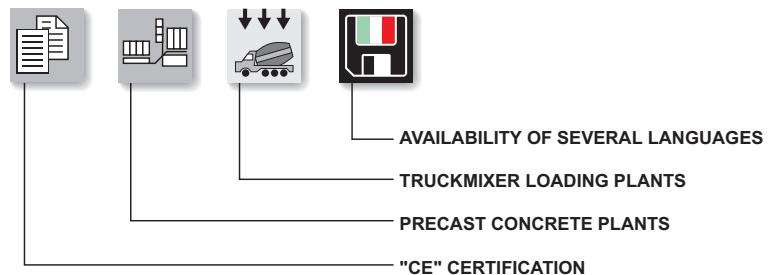 AVAILABILITY OF SEVERAL LANGUAGES
TRUCKMIXER LOADING PLANTS
PRECAST CONCRETE PLANTS
"CE" CERTIFICATION